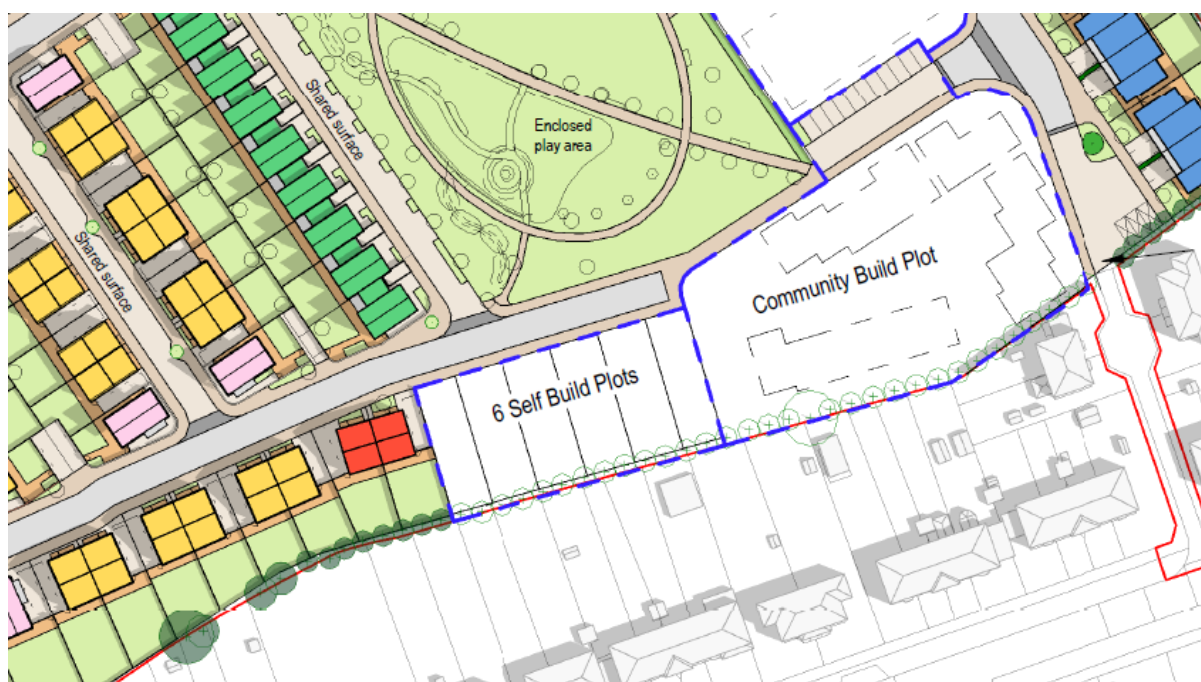 Shared surface
Enclosed
play area
Shared surface
Community Build Plot
6 Self Build Plots